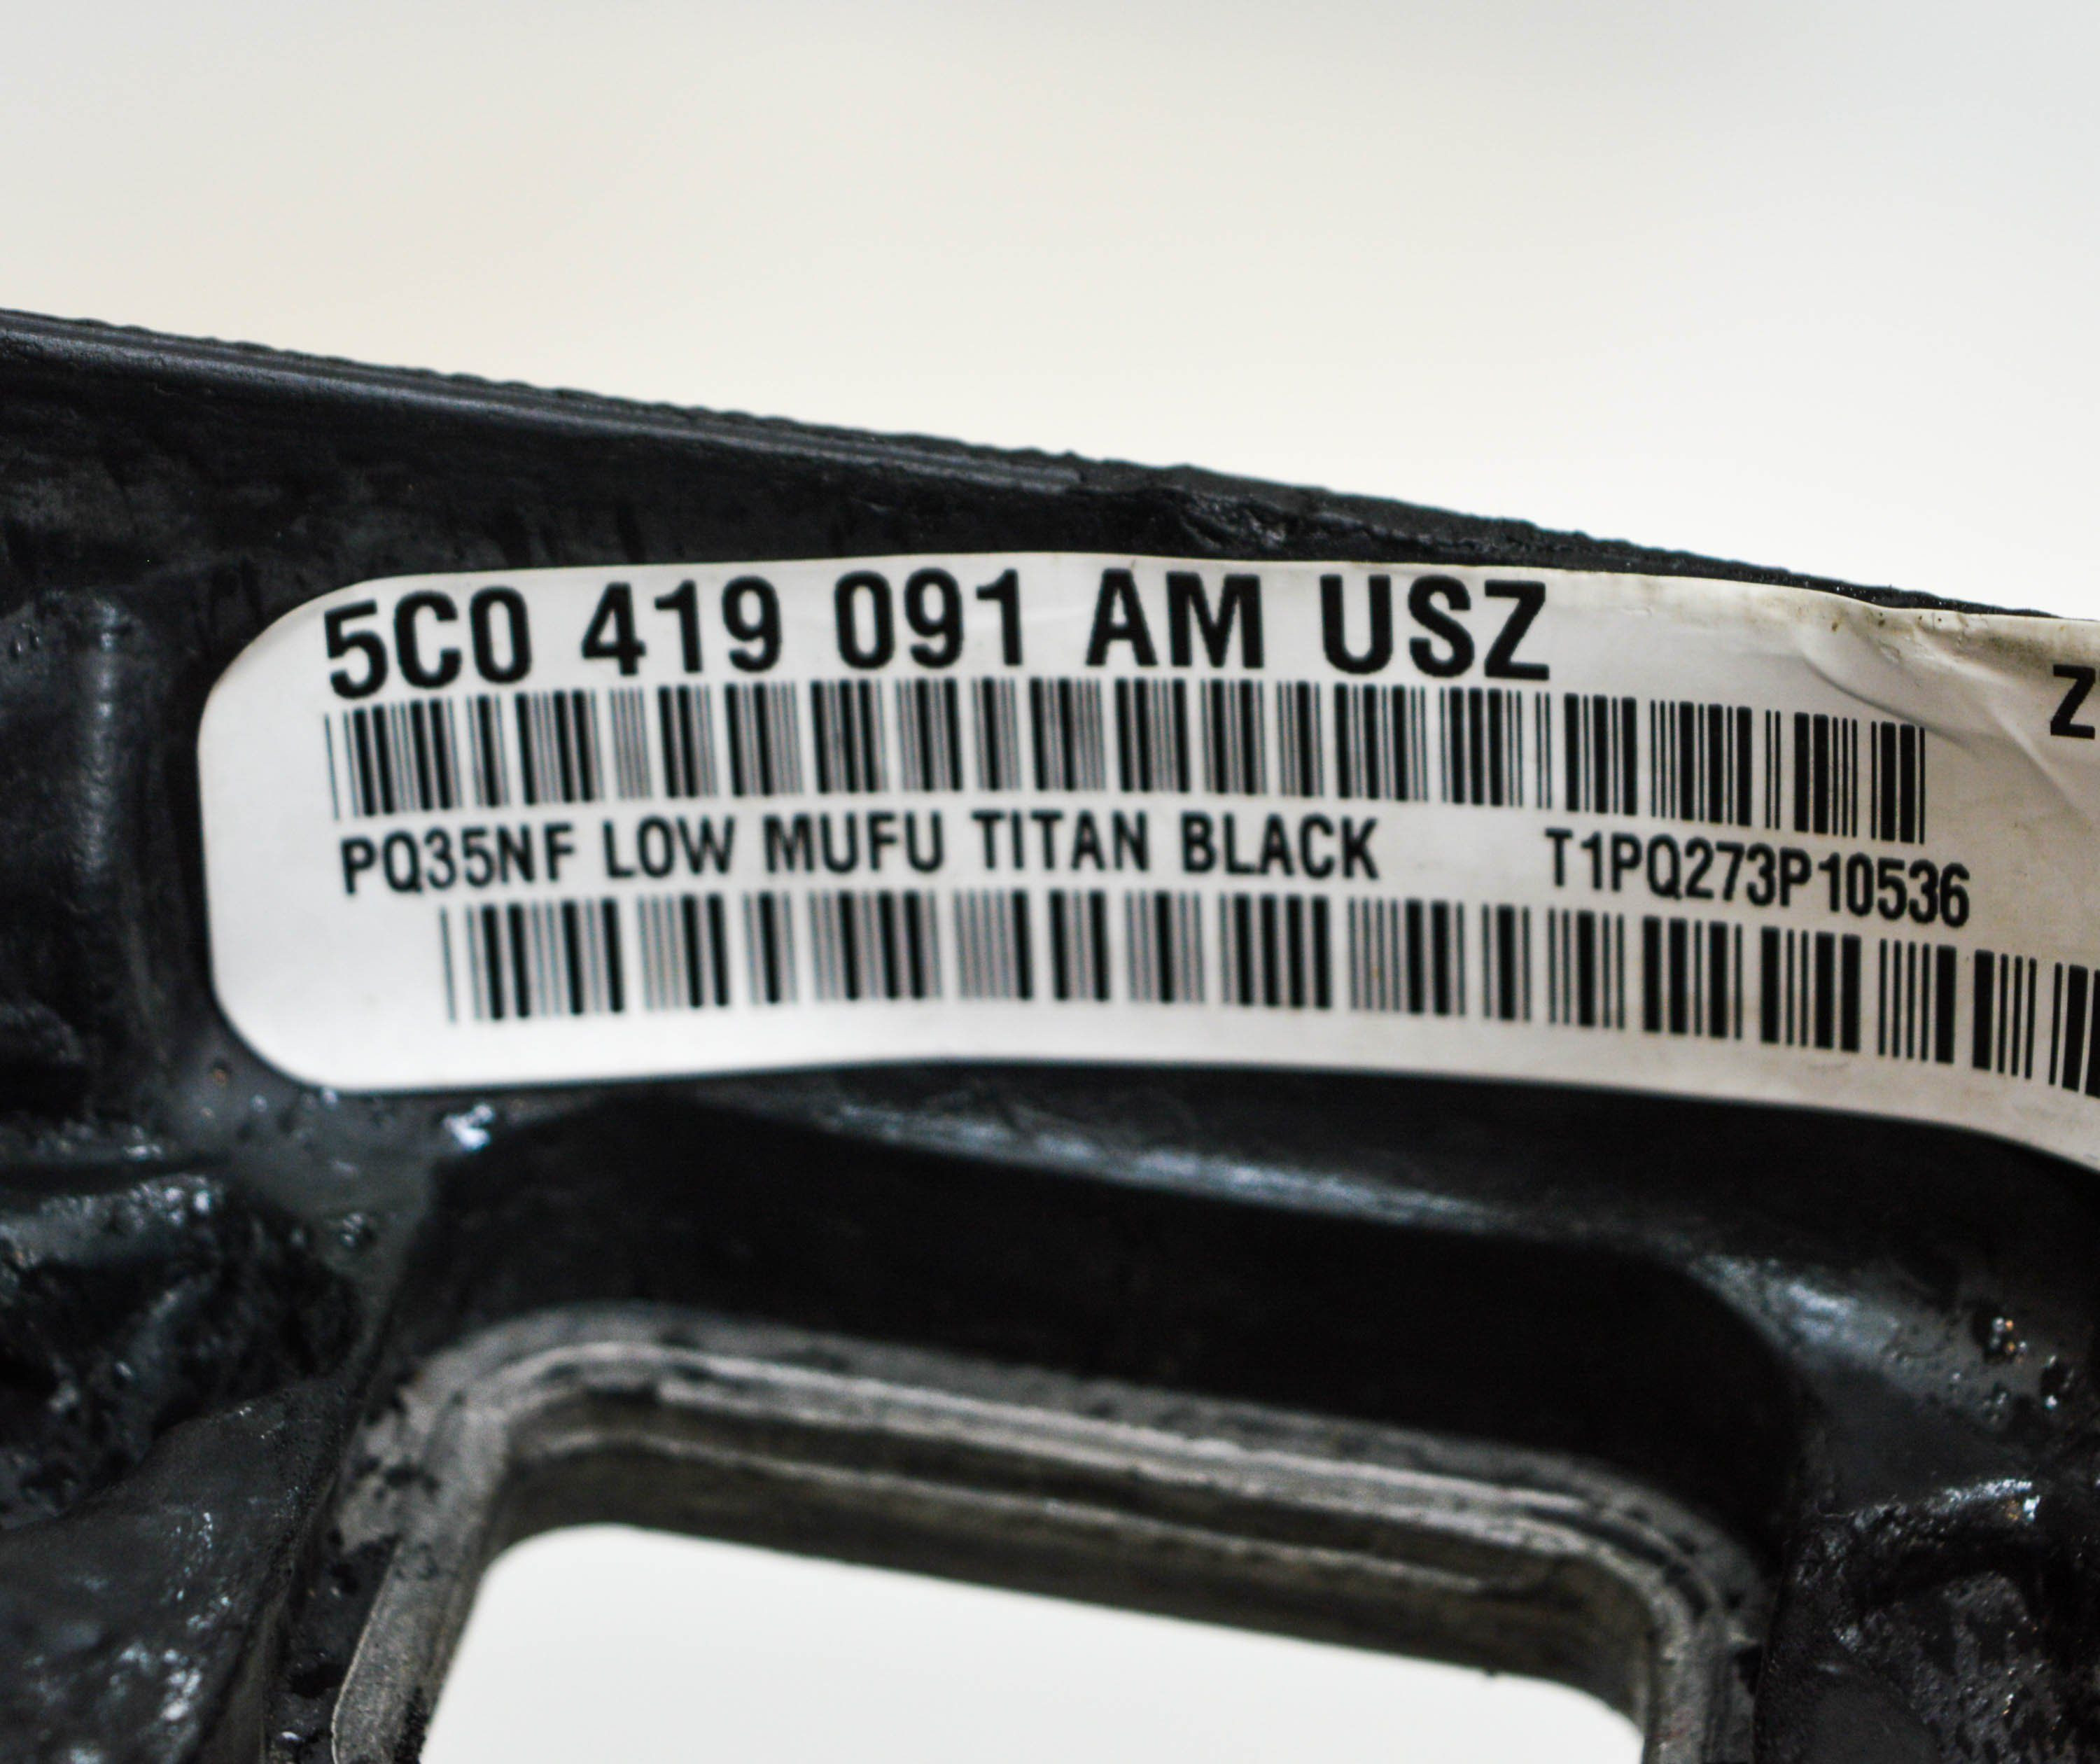 5C0 419 091 AM USZ
Z
PQ35NF LOW MUFU TITAN BLACK T1PQ273P10536